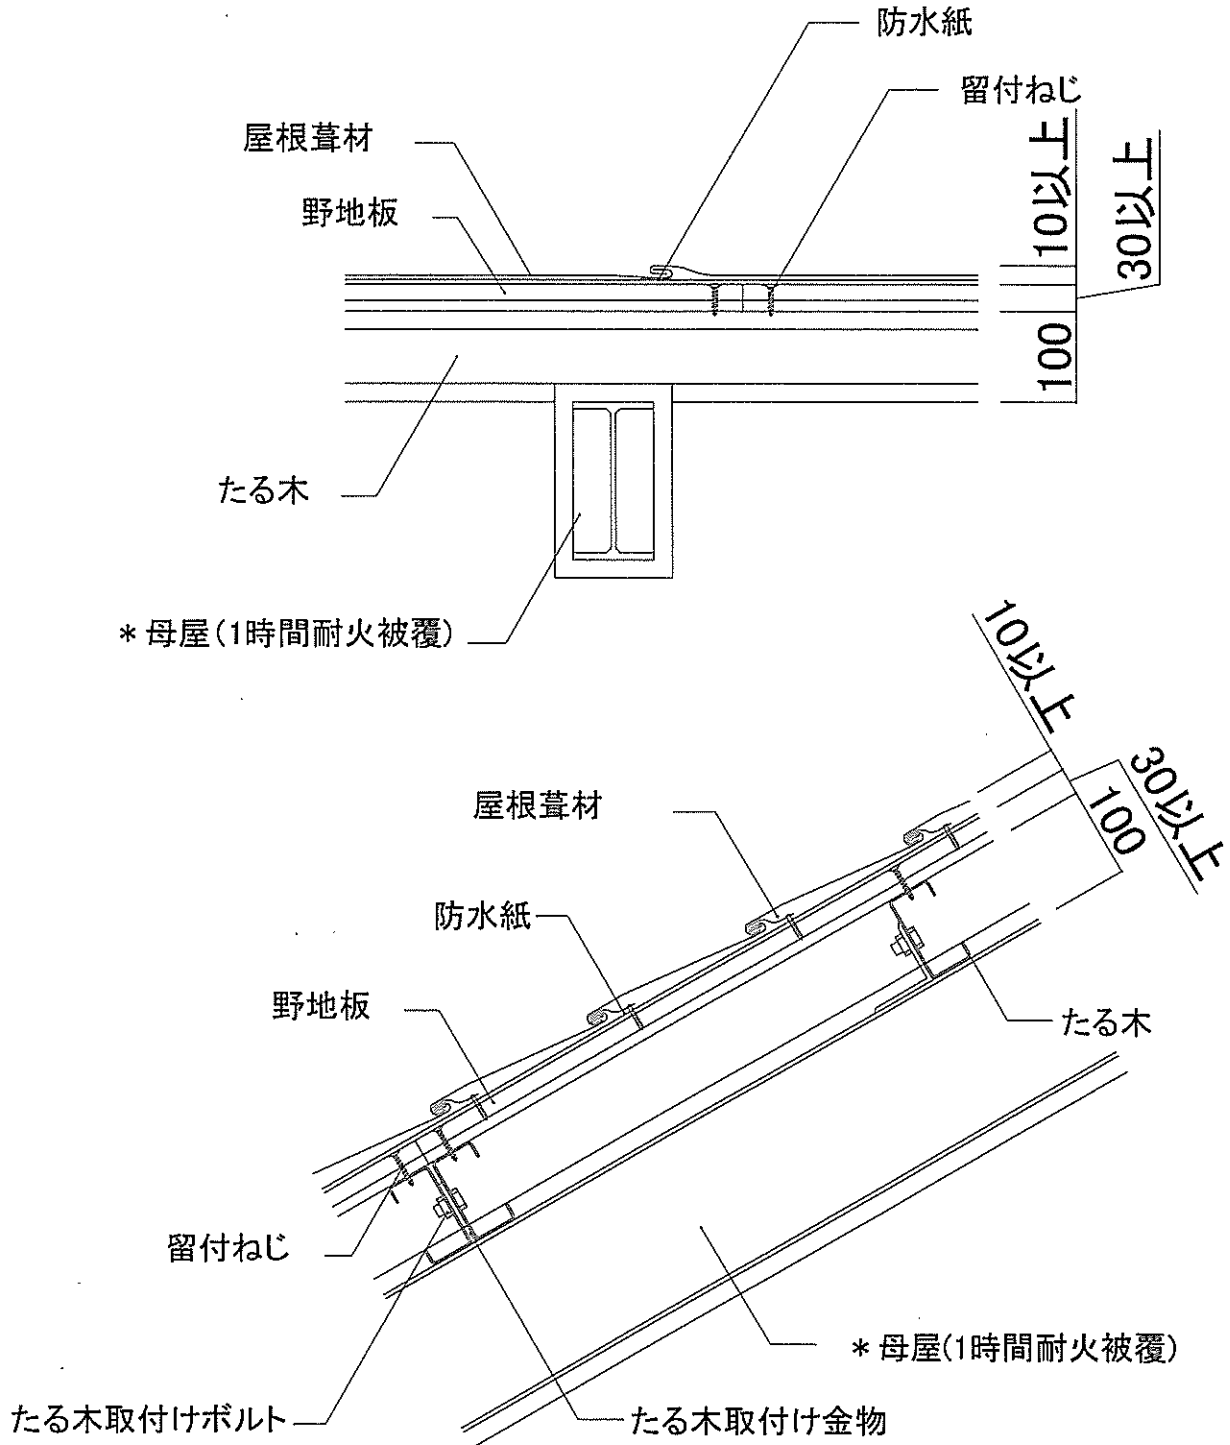 防水紙
留付ねじ
屋根葺材
野地板
10以上
30以上
100
たる木
*母屋(1時間耐火被覆)
10以上
30以上
100
屋根葺材
防水紙
野地板
たる木
留付ねじ
*母屋(1時間耐火被覆)
たる木取付けボルト
たる木取付け金物